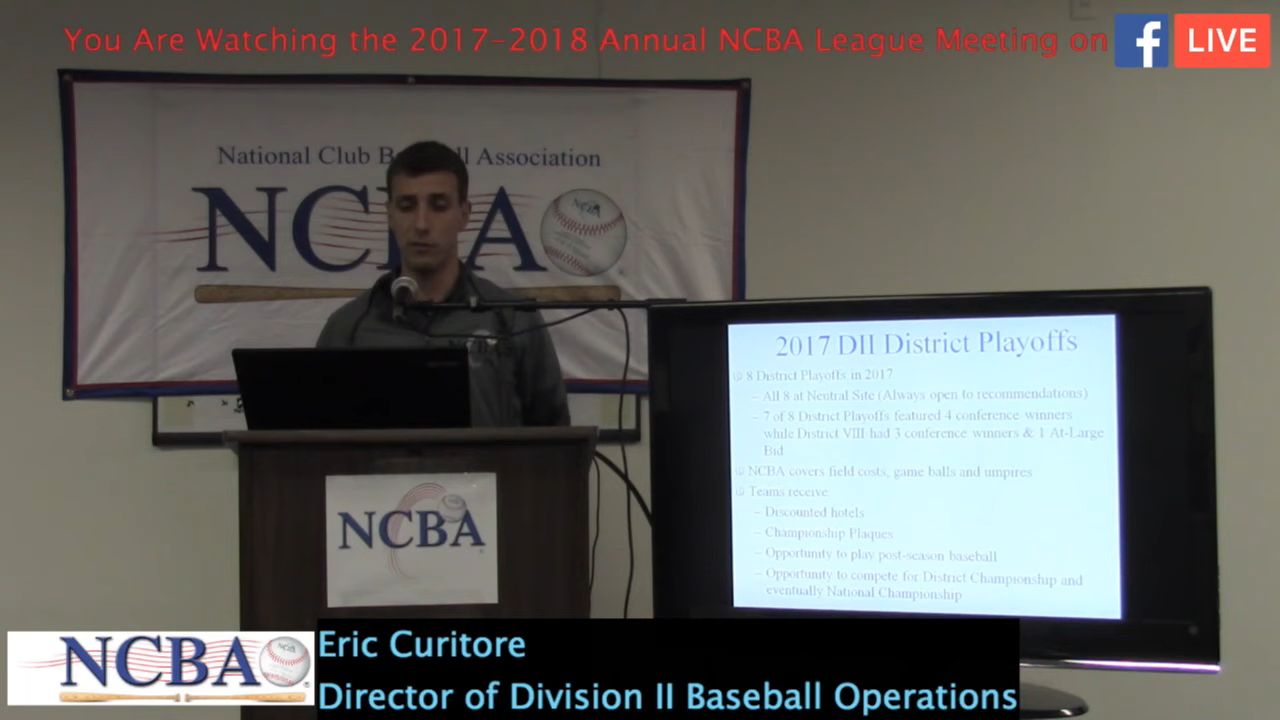 You Are Watching the 2017-2018 Annual NCBA League Meeting on f LIVE
National Club B ll Association
NCBA
2017 DII District Playoffs
8 District Playoffs in 2017
– All 8 at Neutral Site (Always open to recommendations)
– 7 of 8 District Playoffs featured 4 conference winners
while District VIII had 3 conference winners & 1 At-Large
Bid
NCBA covers field costs, game balls and umpires
Teams receive
– Discounted hotels
– Championship Plaques
– Opportunity to play post-season baseball
– Opportunity to compete for District Championship and
eventually National Championship
NCBA
NCBA
Eric Curitore
Director of Division II Baseball Operations